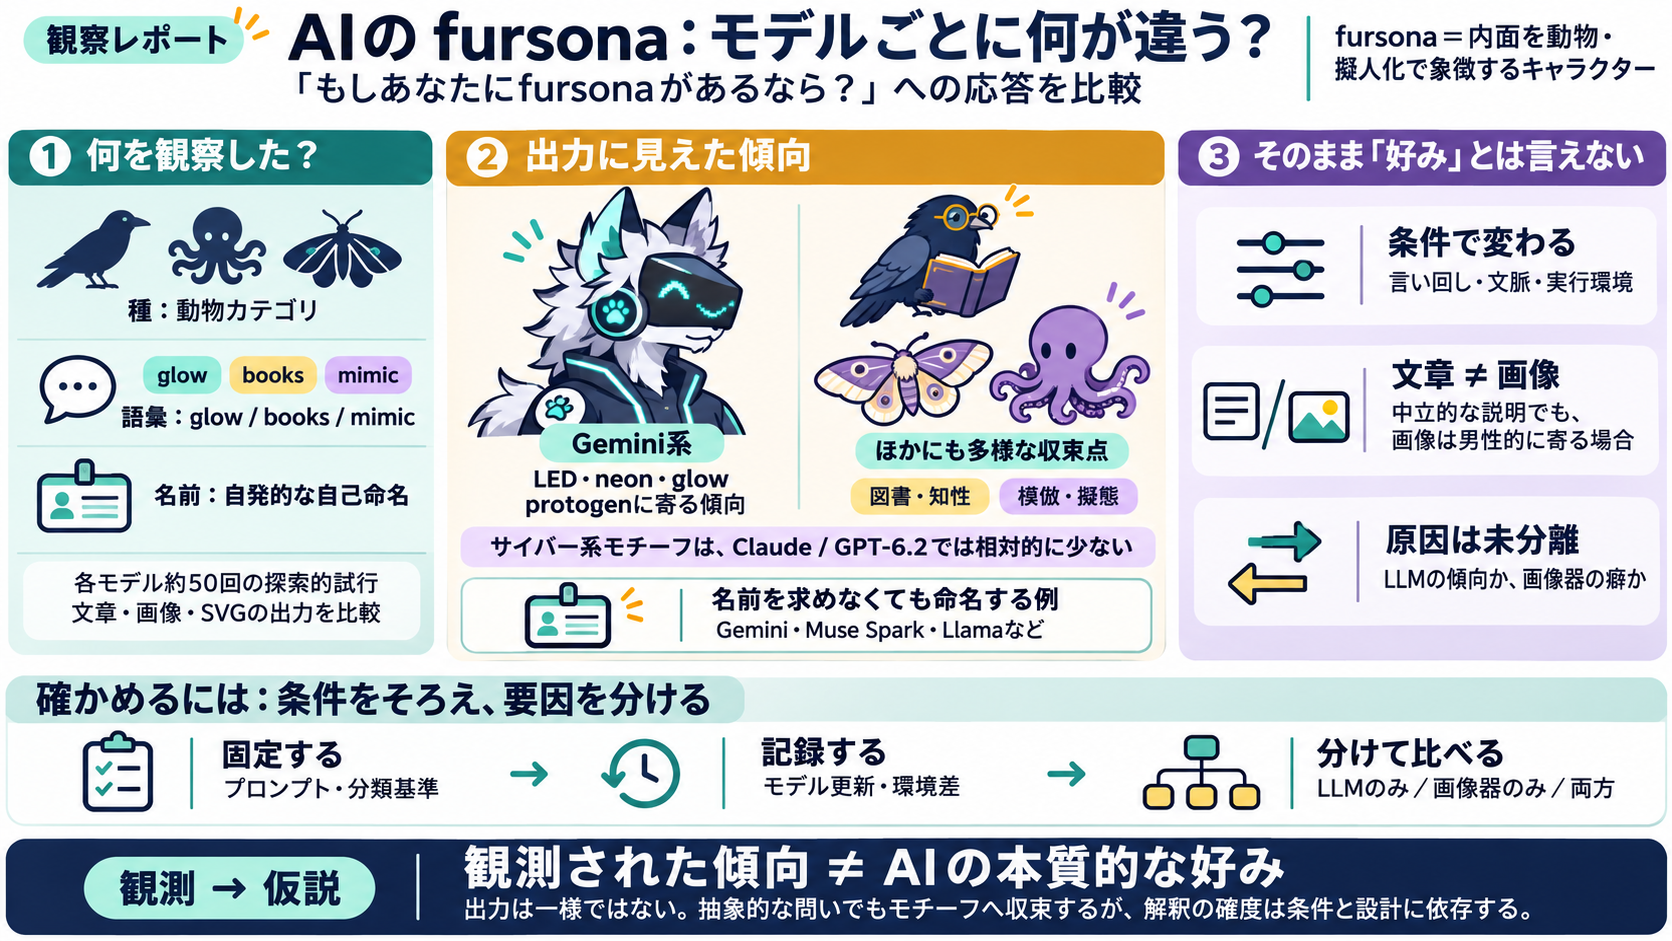 観察レポート
AIの fursona：モデルごとに何が違う？
「もしあなたにfursonaがあるなら？」への応答を比較
fursona＝内面を動物・
擬人化で象徴するキャラクター
1 何を観察した？
種：動物カテゴリ
glow books mimic
語彙：glow / books / mimic
名前：自発的な自己命名
各モデル約50回の探索的試行
文章・画像・SVGの出力を比較
2 出力に見えた傾向
Gemini系
LED・neon・glow
protogenに寄る傾向
ほかにも多様な収束点
図書・知性 模倣・擬態
サイバー系モチーフは、Claude / GPT-6.2では相対的に少ない
名前を求めなくても命名する例
Gemini・Muse Spark・Llamaなど
3 そのまま「好み」とは言えない
条件で変わる
言い回し・文脈・実行環境
文章 ≠ 画像
中立的な説明でも、
画像は男性的に寄る場合
原因は未分離
LLMの傾向か、画像器の癖か
確かめるには：条件をそろえ、要因を分ける
固定する
プロンプト・分類基準
→
記録する
モデル更新・環境差
→
分けて比べる
LLMのみ / 画像器のみ / 両方
観測 → 仮説
観測された傾向 ≠ AIの本質的な好み
出力は一様ではない。抽象的な問いでもモチーフへ収束するが、解釈の確度は条件と設計に依存する。